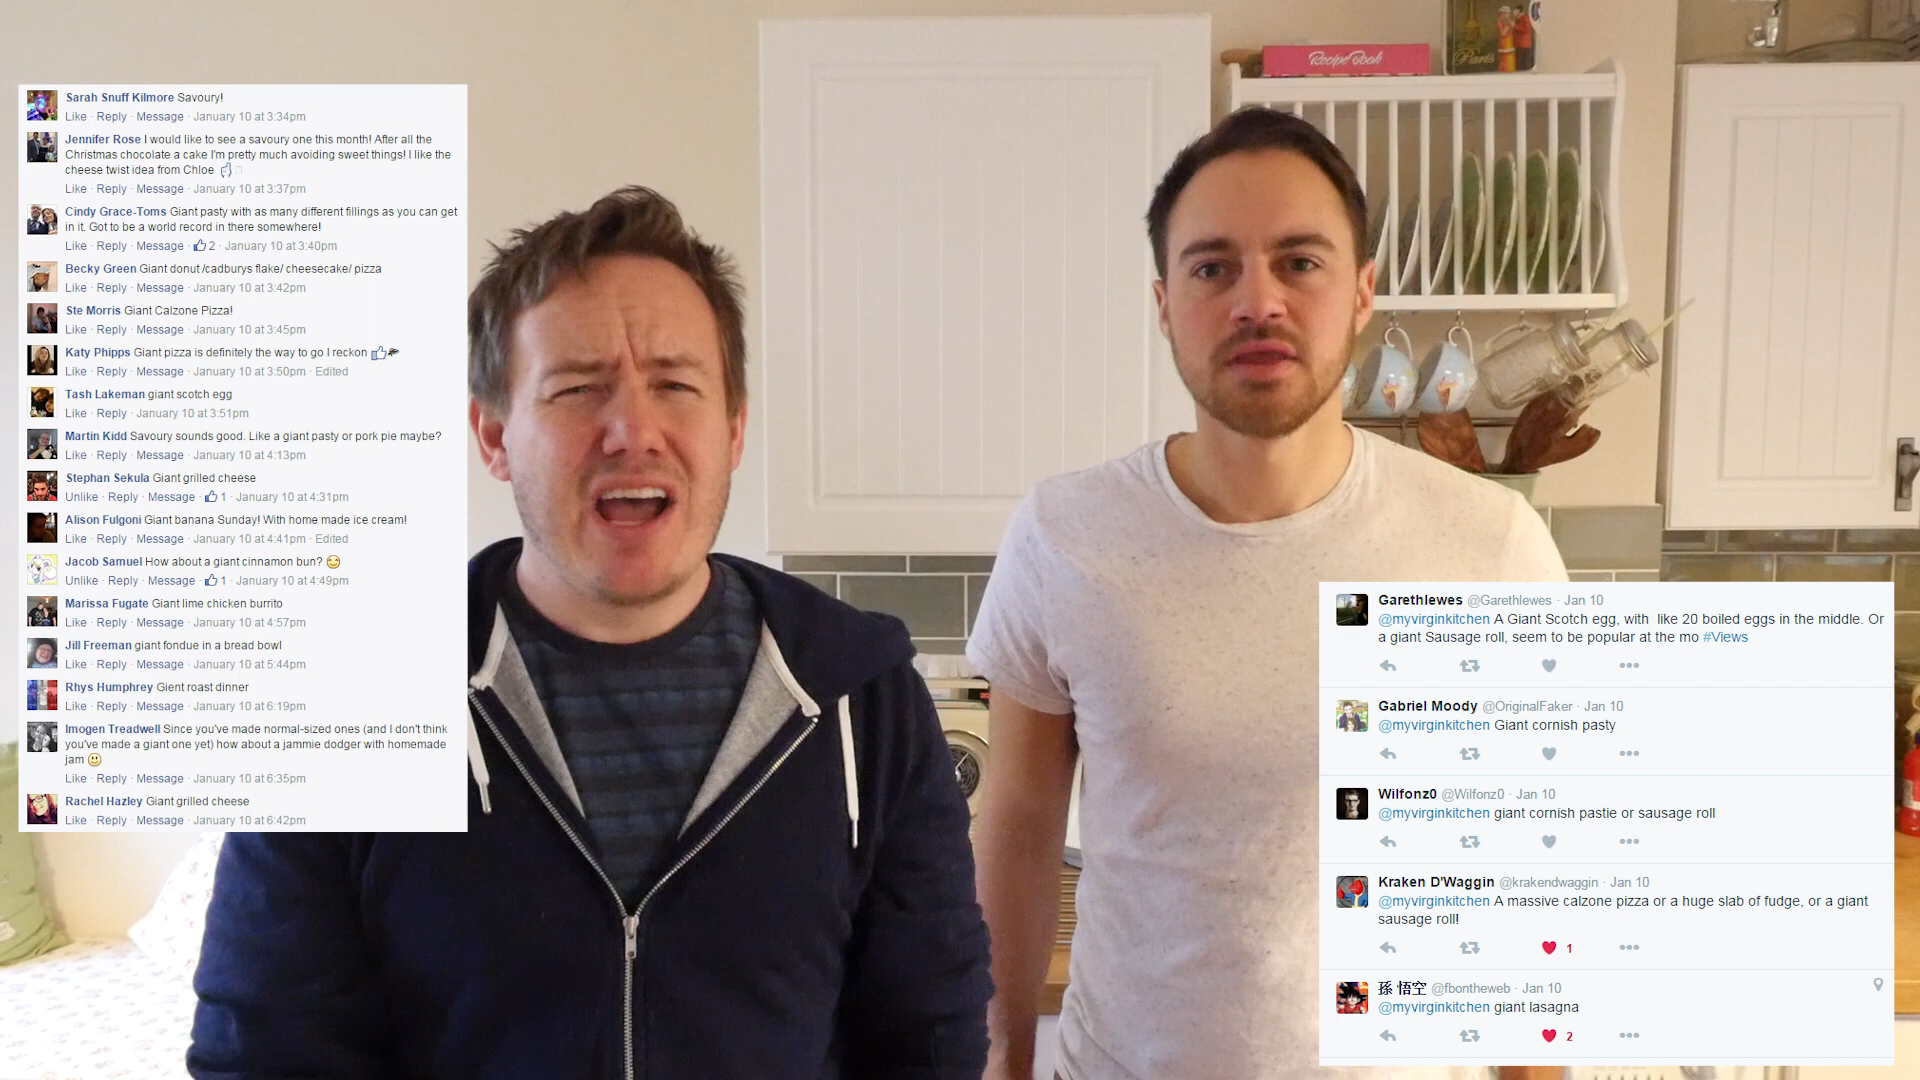 Recipe Book
Paris
Sarah Snuff Kilmore Savoury!
Like · Reply · Message · January 10 at 3:34pm
Jennifer Rose I would like to see a savoury one this month! After all the
Christmas chocolate a cake I'm pretty much avoiding sweet things! I like the
cheese twist idea from Chloe
Like · Reply · Message · January 10 at 3:37pm
Cindy Grace-Toms Giant pasty with as many different fillings as you can get
in it. Got to be a world record in there somewhere!
Like · Reply · Message · 2 · January 10 at 3:40pm
Becky Green Giant donut /cadburys flake/ cheesecake/ pizza
Like · Reply · Message · January 10 at 3:42pm
Ste Morris Giant Calzone Pizza!
Like · Reply · Message · January 10 at 3:45pm
Katy Phipps Giant pizza is definitely the way to go I reckon
Like · Reply · Message · January 10 at 3:50pm · Edited
Tash Lakeman giant scotch egg
Like · Reply · January 10 at 3:51pm
Martin Kidd Savoury sounds good. Like a giant pasty or pork pie maybe?
Like · Reply · Message · January 10 at 4:13pm
Stephan Sekula Giant grilled cheese
Unlike · Reply · Message · 1 · January 10 at 4:31pm
Alison Fulgoni Giant banana Sunday! With home made ice cream!
Like · Reply · Message · January 10 at 4:41pm · Edited
Jacob Samuel How about a giant cinnamon bun? 😊
Unlike · Reply · Message · 1 · January 10 at 4:49pm
Marissa Fugate Giant lime chicken burrito
Like · Reply · Message · January 10 at 4:57pm
Jill Freeman giant fondue in a bread bowl
Like · Reply · Message · January 10 at 5:44pm
Rhys Humphrey Gient roast dinner
Like · Reply · Message · January 10 at 6:19pm
Imogen Treadwell Since you've made normal-sized ones (and I don't think
you've made a giant one yet) how about a jammie dodger with homemade
jam 🙂
Like · Reply · Message · January 10 at 6:35pm
Rachel Hazley Giant grilled cheese
Like · Reply · Message · January 10 at 6:42pm
Garethlewes @Garethlewes · Jan 10
@myvirginkitchen A Giant Scotch egg, with like 20 boiled eggs in the middle. Or
a giant Sausage roll, seem to be popular at the mo #Views
Gabriel Moody @OriginalFaker · Jan 10
@myvirginkitchen Giant cornish pasty
Wilfonz0 @Wilfonz0 · Jan 10
@myvirginkitchen giant cornish pastie or sausage roll
Kraken D'Waggin @krakendwaggin · Jan 10
@myvirginkitchen A massive calzone pizza or a huge slab of fudge, or a giant
sausage roll!
1
孫 悟空 @fbontheweb · Jan 10
@myvirginkitchen giant lasagna
2